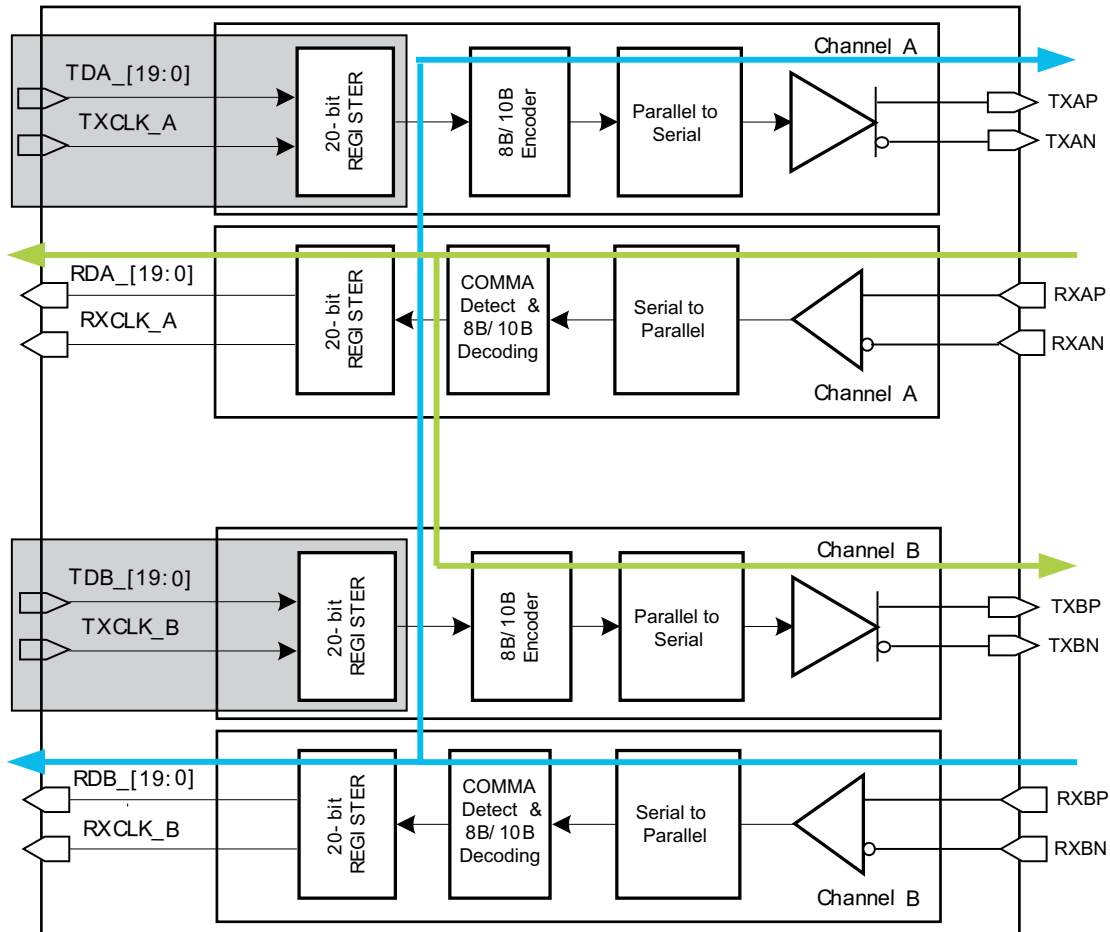 Channel A
TDA_[19:0]
TXCLK_A
20-bit
REGISTER
8B/10B
Encoder
Parallel to
Serial
TXAP
TXAN
RDA_[19:0]
RXCLK_A
20-bit
REGISTER
COMMA
Detect &
8B/10B
Decoding
Serial to
Parallel
RXAP
RXAN
Channel A
Channel B
TDB_[19:0]
TXCLK_B
20-bit
REGISTER
8B/10B
Encoder
Parallel to
Serial
TXBP
TXBN
RDB_[19:0]
RXCLK_B
20-bit
REGISTER
COMMA
Detect &
8B/10B
Decoding
Serial to
Parallel
RXBP
RXBN
Channel B